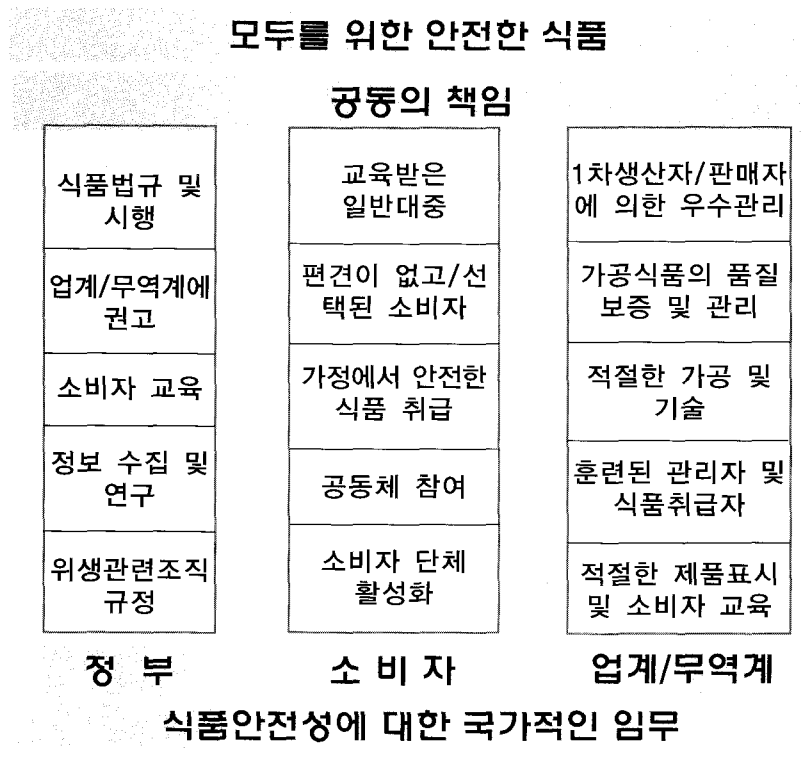 모두를 위한 안전한 식품
공동의 책임
식품법규 및
시행
업계/무역계에
권고
소비자 교육
정보 수집 및
연구
위생관련조직
규정
정 부
교육받은
일반대중
편견이 없고/선
택된 소비자
가정에서 안전한
식품 취급
공동체 참여
소비자 단체
활성화
소 비 자
1차생산자/판매자
에 의한 우수관리
가공식품의 품질
보증 및 관리
적절한 가공 및
기술
훈련된 관리자 및
식품취급자
적절한 제품표시
및 소비자 교육
업계/무역계
식품안전성에 대한 국가적인 임무